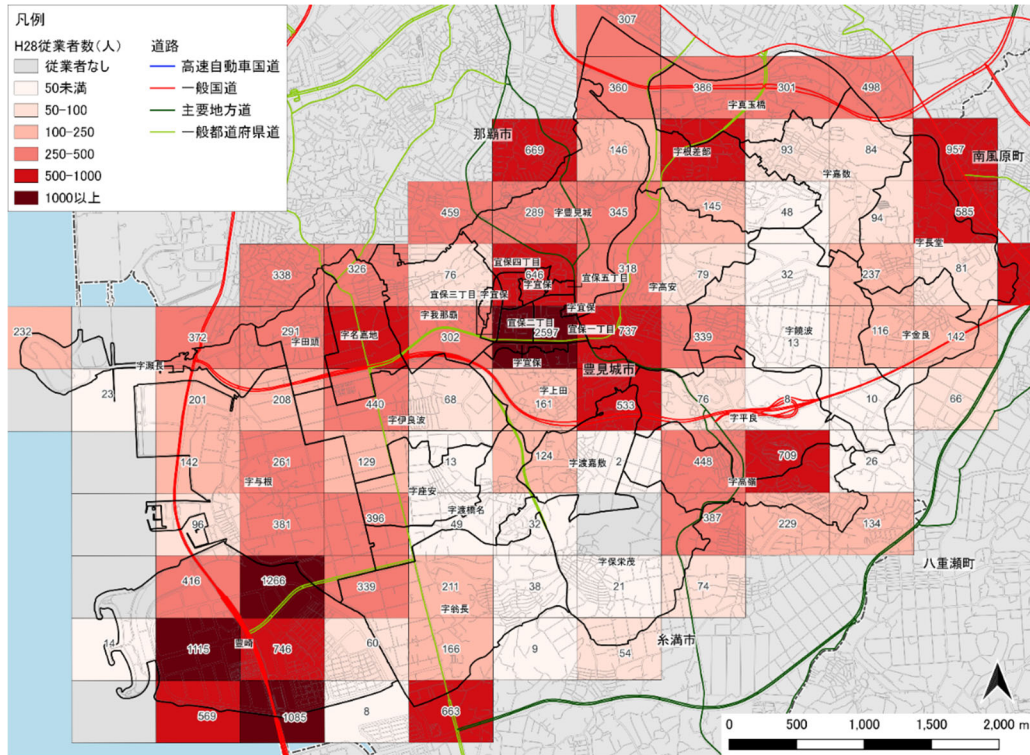 凡例
H28従業者数(人)
従業者なし
50未満
50-100
100-250
250-500
500-1000
1000以上
道路
高速自動車国道
一般国道
主要地方道
一般都道府県道
307
360 386 301 498
字真玉橋
那覇市
669 146 字根差部 93 84 957 南風原町
字嘉数
459 289 字豊見城 345 145 48 94 585
字長堂
338 326 76 宜保四丁目 646 宜保五丁目 318 79 32 237 81
字宜保 字高安
宜保三丁目 字宜保
232 372 291 字田頭 字名嘉地 字我那覇 302 宜保二丁目 2597 字宜保 宜保一丁目 737 339 字饒波 13 116 字金良 142
字瀬長 字宜保 豊見城市
23 201 208 440 字伊良波 68 字上田 161 533 76 字平良 8 10 66
142 261 字与根 129 13 124 字渡嘉敷 2 448 709 26
字座安 字高嶺
96 381 396 字渡橋名 49 32 387 229 134
416 1266 339 211 38 字保栄茂 21 74 八重瀬町
字翁長
14 1115 豊崎 746 60 166 9 54 糸満市
569 1085 8 663
0 500 1,000 1,500 2,000 m